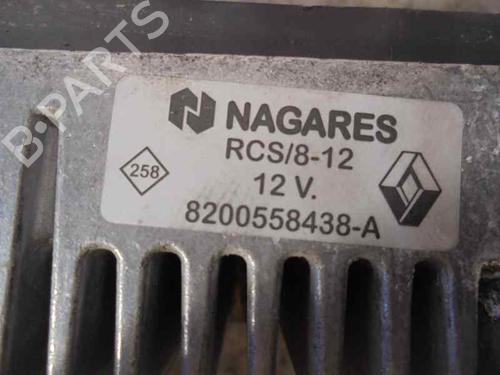 B-PARTS
NAGARES
RCS/8-12
258
12 V.
8200558438-A